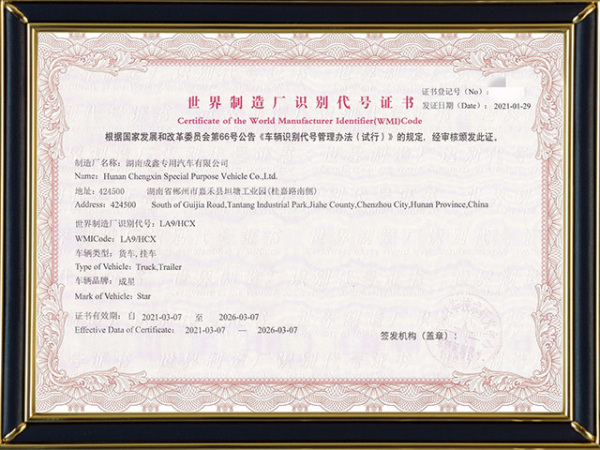 证书登记号（No）：
世界制造厂识别代号证书
发证日期（Date）：2021-01-29
Certificate of the World Manufacturer Identifier(WMI)Code
根据国家发展和改革委员会第66号公告《车辆识别代号管理办法（试行）》的规定，经审核颁发此证。
制造厂名称：湖南成鑫专用汽车有限公司
Name：Hunan Chengxin Special Purpose Vehicle Co.,Ltd.
地址：424500 湖南省郴州市嘉禾县坦塘工业园(桂嘉路南侧)
Address：424500 South of Guijia Road,Tantang Industrial Park,Jiahe County,Chenzhou City,Hunan Province,China
世界制造厂识别代号：LA9/HCX
WMICode：LA9/HCX
车辆类型：货车,挂车
Type of Vehicle：Truck,Trailer
车辆品牌：成星
Mark of Vehicle：Star
证书有效期：自 2021-03-07 至 2026-03-07
Effective Data of Certificate：2021-03-07 — 2026-03-07
签发机构（盖章）：